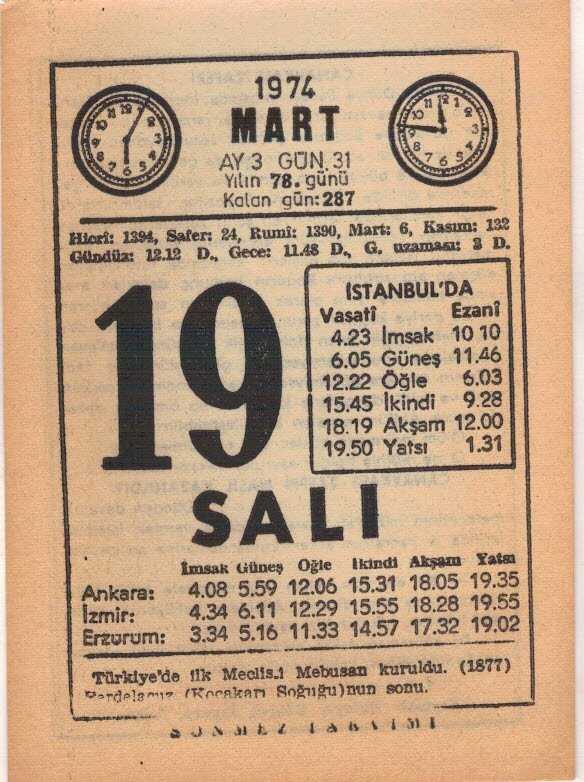 1974
MART
AY 3 GÜN, 31
Yılın 78. günü
Kalan gün: 287
Hicrî: 1394, Safer: 24, Rumî: 1390, Mart: 6, Kasım: 132
Gündüz: 12.12 D., Gece: 11.48 D., G. uzaması: 3 D.
19
İSTANBUL'DA
Vasatî Ezanî
4.23 İmsak 10 10
6.05 Güneş 11.46
12.22 Öğle 6.03
15.45 İkindi 9.28
18.19 Akşam 12.00
19.50 Yatsı 1.31
SALI
İmsak Güneş Öğle İkindi Akşam Yatsı
Ankara: 4.08 5.59 12.06 15.31 18.05 19.35
İzmir: 4.34 6.11 12.29 15.55 18.28 19.55
Erzurum: 3.34 5.16 11.33 14.57 17.32 19.02
Türkiye'de ilk Meclis.i Mebusan kuruldu. (1877)
(Kocakarı Soğuğu)nun sonu.